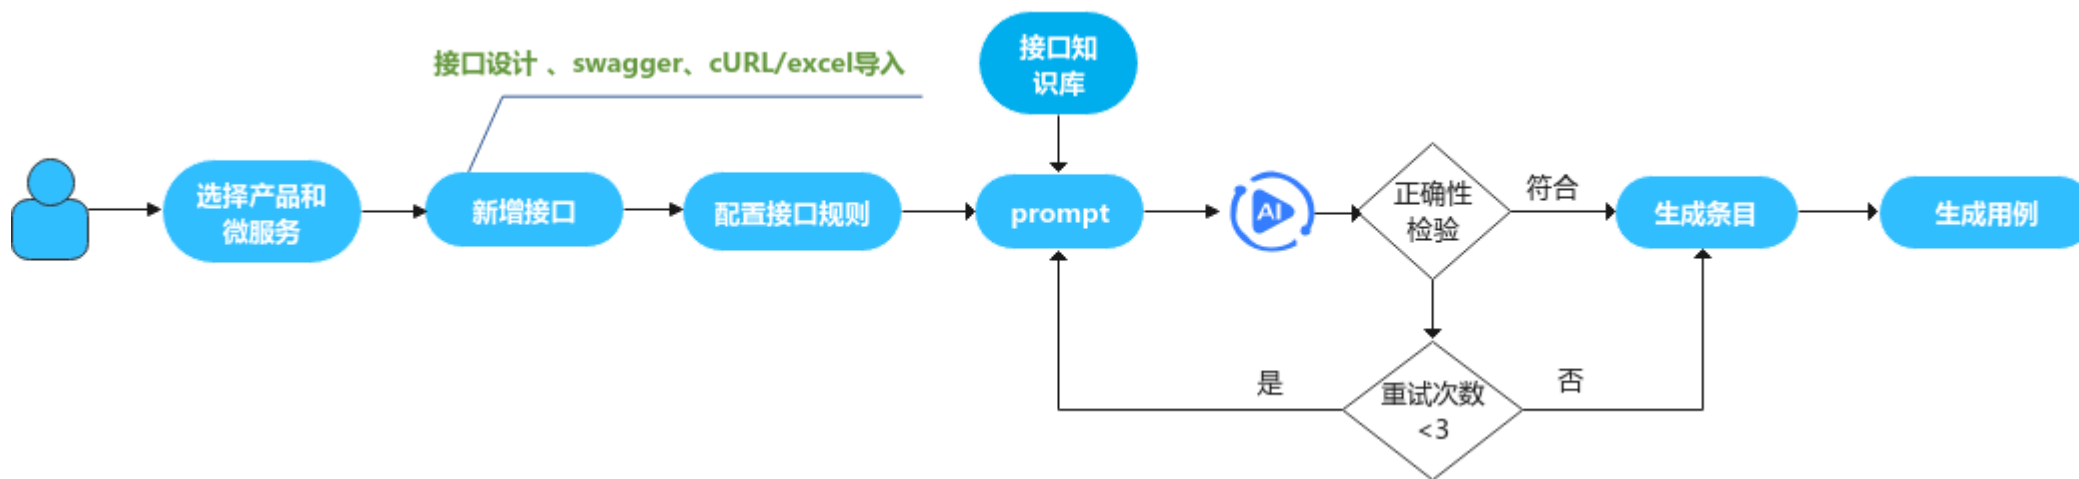 接口设计 、swagger、cURL/excel导入
接口知
识库
选择产品和
微服务
新增接口
配置接口规则
prompt
AI
正确性
检验
符合
生成条目
生成用例
是
重试次数
<3
否